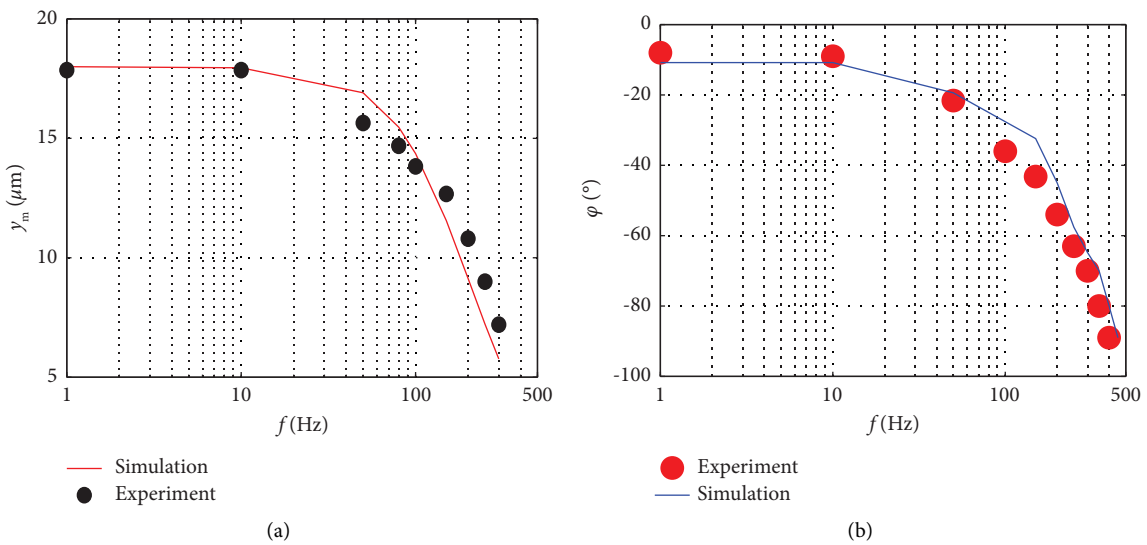 20
15
10
5
y_m (μm)
1
10
100
500
f (Hz)
Simulation
Experiment
(a)
0
-20
-40
-60
-80
-100
φ (°)
1
10
100
500
f (Hz)
Experiment
Simulation
(b)